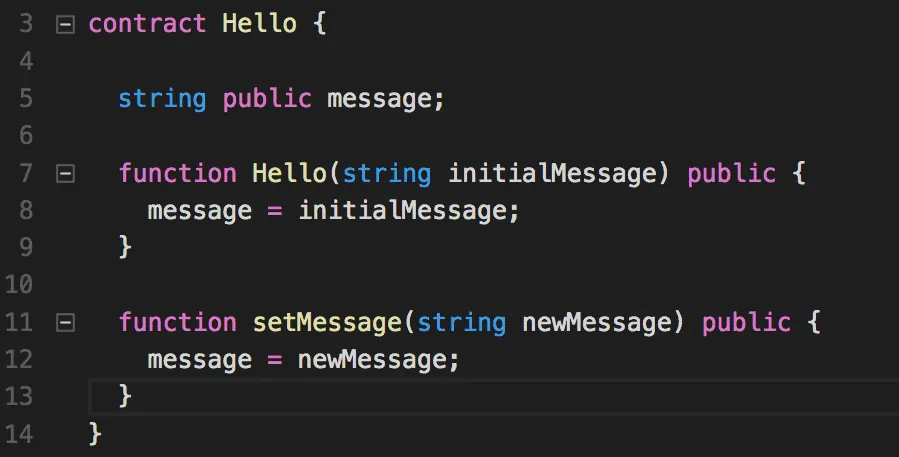 3 contract Hello {
4
5 string public message;
6
7 function Hello(string initialMessage) public {
8 message = initialMessage;
9 }
10
11 function setMessage(string newMessage) public {
12 message = newMessage;
13 }
14 }